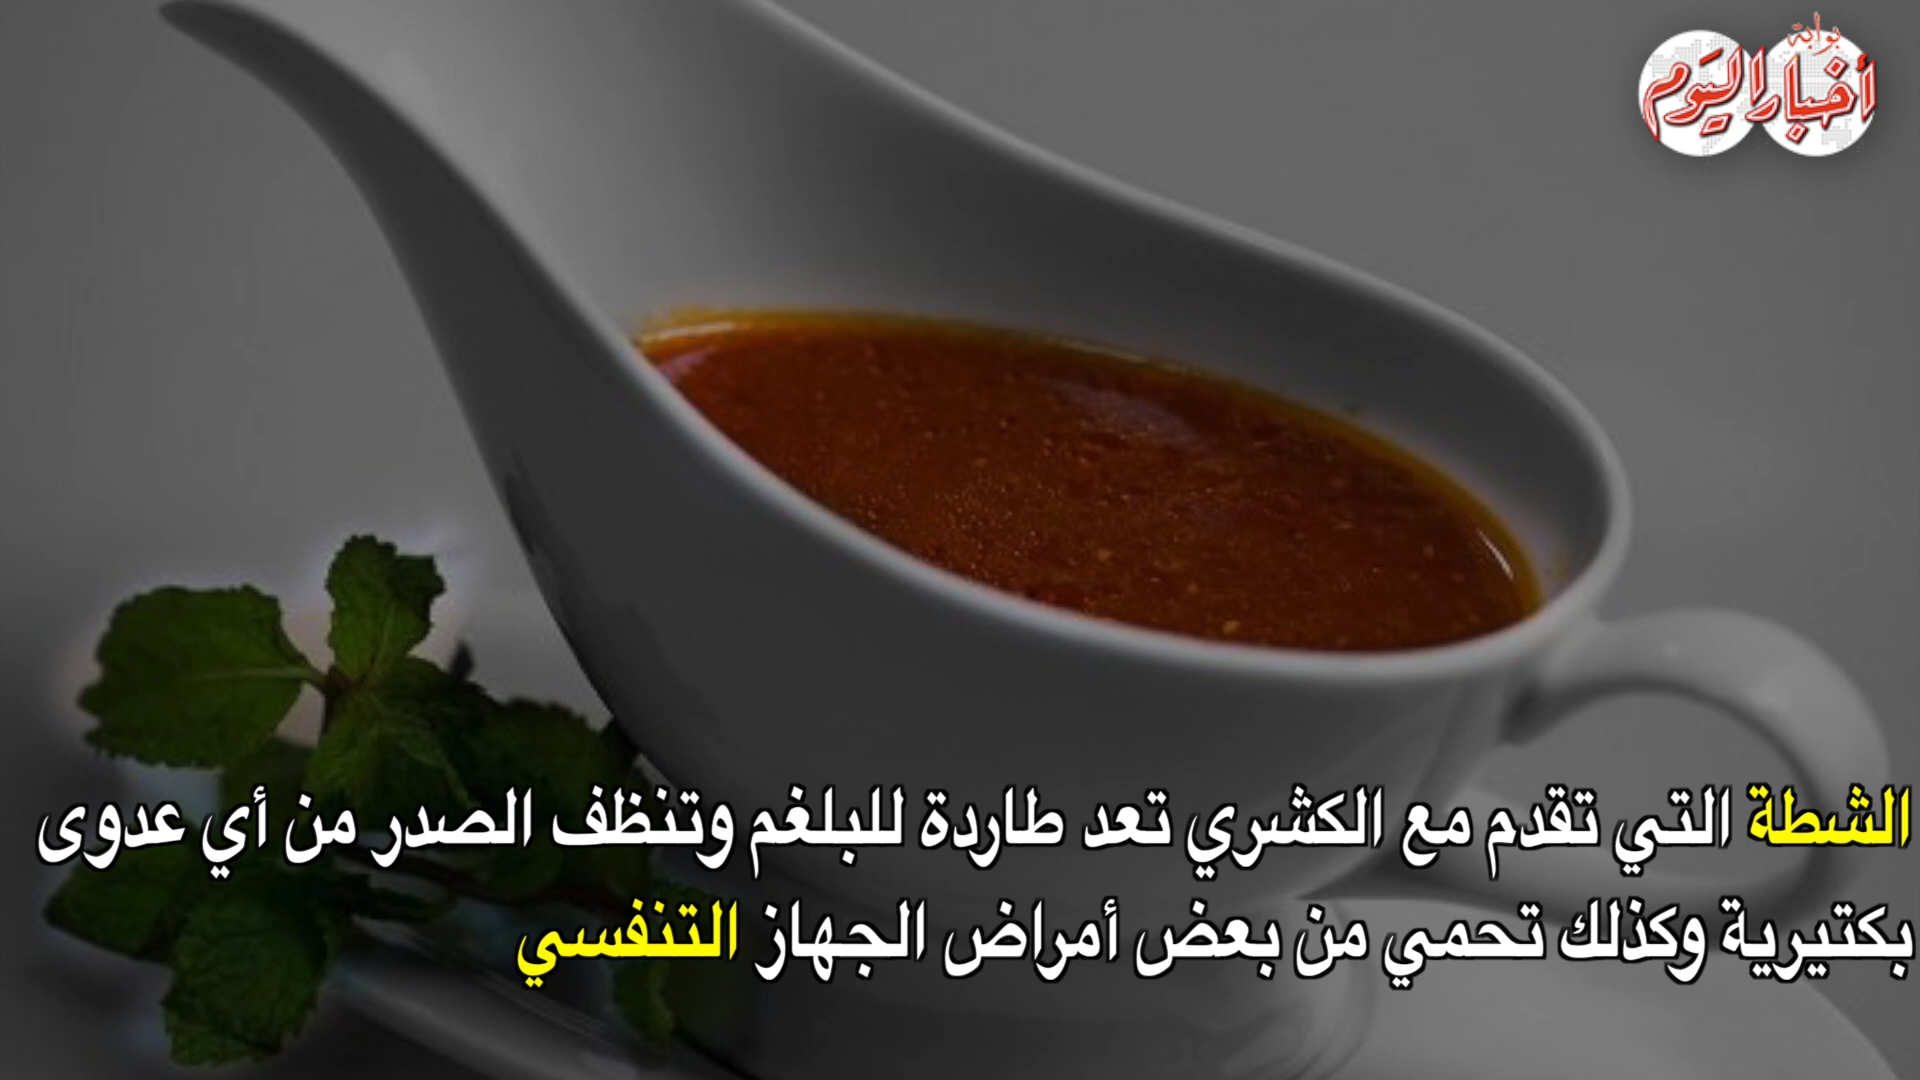 بوابة
أخبار اليوم
الشطة التي تقدم مع الكشري تعد طاردة للبلغم وتنظف الصدر من أي عدوى
بكتيرية وكذلك تحمي من بعض أمراض الجهاز التنفسي